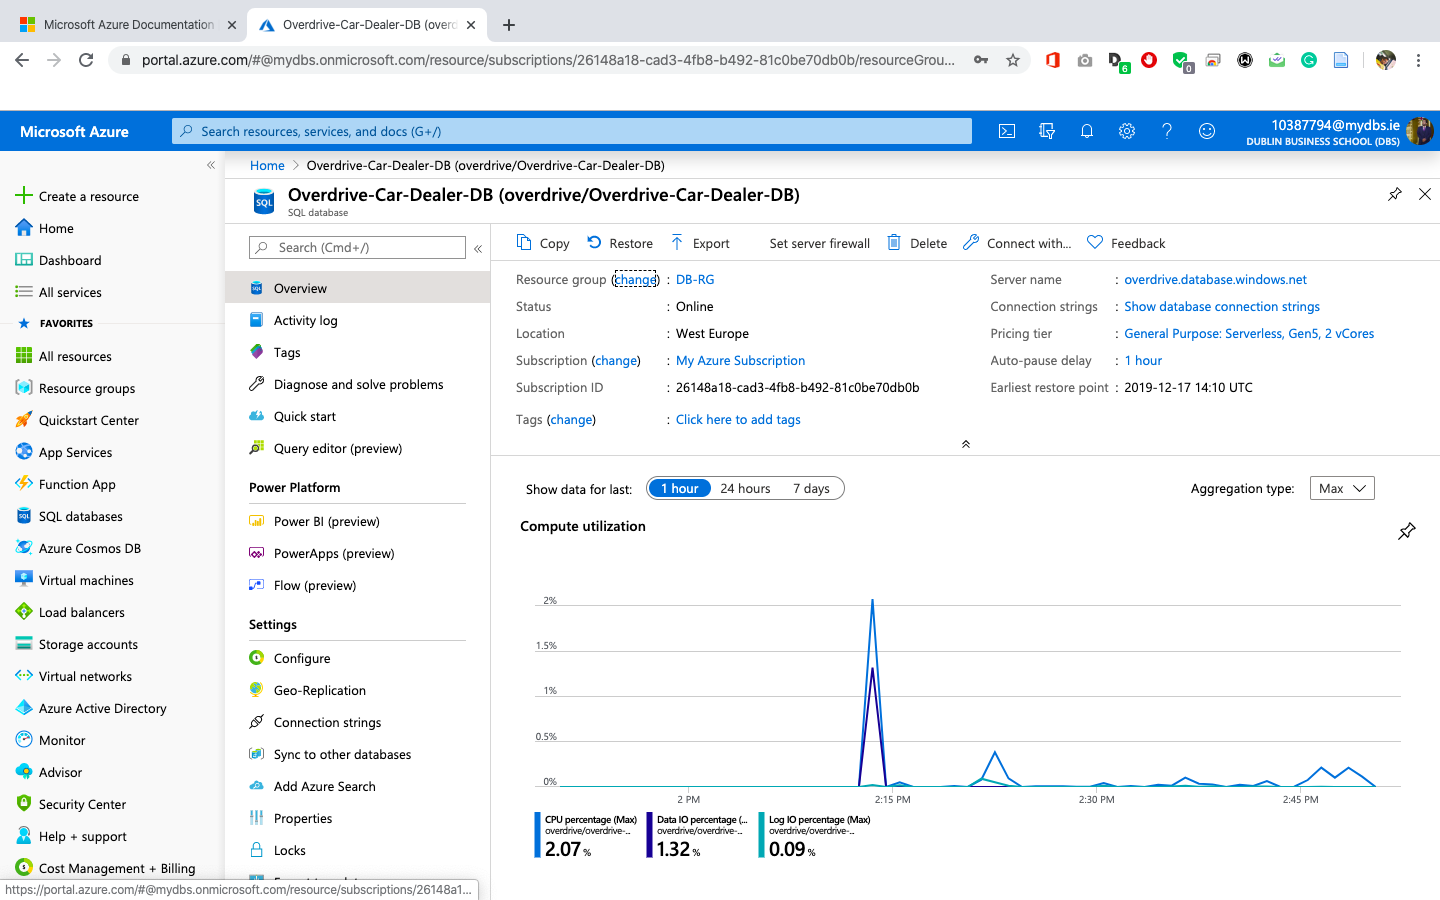 Microsoft Azure Documentation
Overdrive-Car-Dealer-DB (overd
portal.azure.com/#@mydbs.onmicrosoft.com/resource/subscriptions/26148a18-cad3-4fb8-b492-81c0be70db0b/resourceGrou...
6
0
Microsoft Azure
Search resources, services, and docs (G+/)
10387794@mydbs.ie
DUBLIN BUSINESS SCHOOL (DBS)
Create a resource
Home
Dashboard
All services
FAVORITES
All resources
Resource groups
Quickstart Center
App Services
Function App
SQL databases
Azure Cosmos DB
Virtual machines
Load balancers
Storage accounts
Virtual networks
Azure Active Directory
Monitor
Advisor
Security Center
Help + support
Cost Management + Billing
https://portal.azure.com/#@mydbs.onmicrosoft.com/resource/subscriptions/26148a1...
Home > Overdrive-Car-Dealer-DB (overdrive/Overdrive-Car-Dealer-DB)
SQL
Overdrive-Car-Dealer-DB (overdrive/Overdrive-Car-Dealer-DB)
SQL database
Search (Cmd+/)
Overview
Activity log
Tags
Diagnose and solve problems
Quick start
Query editor (preview)
Power Platform
Power BI (preview)
PowerApps (preview)
Flow (preview)
Settings
Configure
Geo-Replication
Connection strings
Sync to other databases
Add Azure Search
Properties
Locks
Copy Restore Export Set server firewall Delete Connect with... Feedback
Resource group (change) : DB-RG
Status : Online
Location : West Europe
Subscription (change) : My Azure Subscription
Subscription ID : 26148a18-cad3-4fb8-b492-81c0be70db0b
Tags (change) : Click here to add tags
Server name : overdrive.database.windows.net
Connection strings : Show database connection strings
Pricing tier : General Purpose: Serverless, Gen5, 2 vCores
Auto-pause delay : 1 hour
Earliest restore point : 2019-12-17 14:10 UTC
Show data for last: 1 hour 24 hours 7 days
Aggregation type: Max
Compute utilization
2%
1.5%
1%
0.5%
0%
2 PM 2:15 PM 2:30 PM 2:45 PM
CPU percentage (Max)
overdrive/overdrive-...
2.07 %
Data IO percentage (...
overdrive/overdrive-...
1.32 %
Log IO percentage (Max)
overdrive/overdrive-...
0.09 %